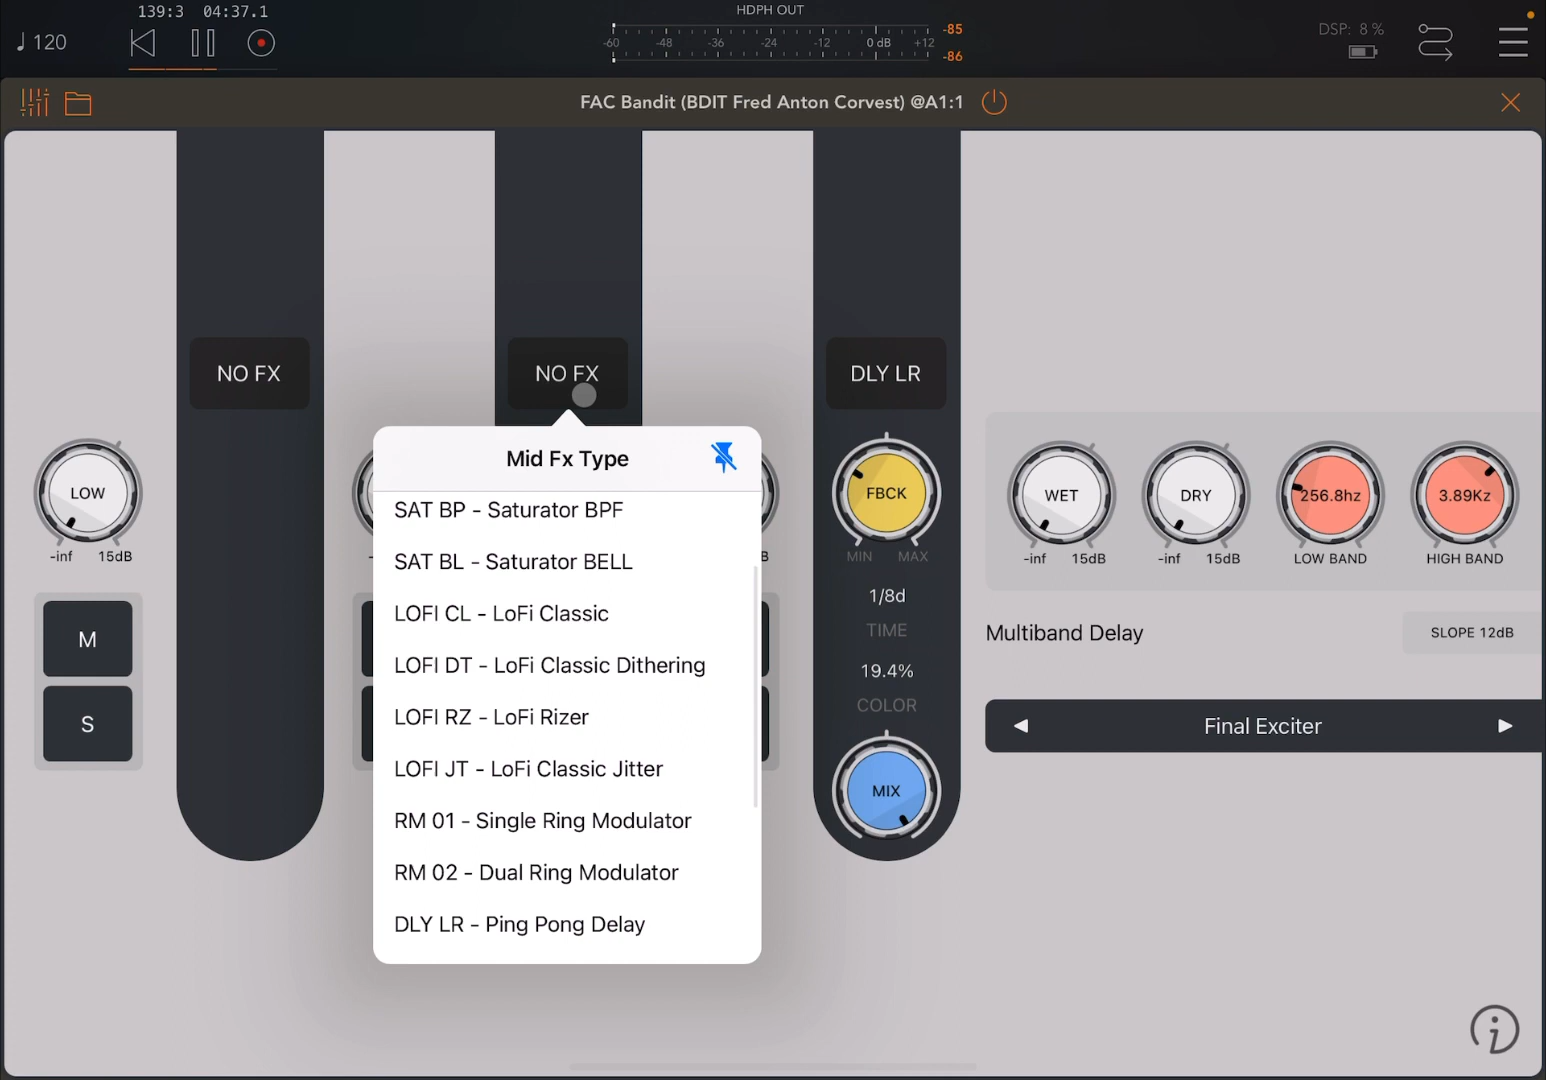 139:3 04:37.1
120
HDPH OUT
-60 -48 -36 -24 -12 0 dB +12
-85
-86
DSP: 8 %
FAC Bandit (BDIT Fred Anton Corvest) @A1:1
NO FX
NO FX
DLY LR
LOW
-inf 15dB
M
S
Mid Fx Type
SAT BP - Saturator BPF
SAT BL - Saturator BELL
LOFI CL - LoFi Classic
LOFI DT - LoFi Classic Dithering
LOFI RZ - LoFi Rizer
LOFI JT - LoFi Classic Jitter
RM 01 - Single Ring Modulator
RM 02 - Dual Ring Modulator
DLY LR - Ping Pong Delay
FBCK
MIN MAX
1/8d
TIME
19.4%
COLOR
MIX
WET
-inf 15dB
DRY
-inf 15dB
256.8hz
LOW BAND
3.89Kz
HIGH BAND
Multiband Delay
SLOPE 12dB
Final Exciter